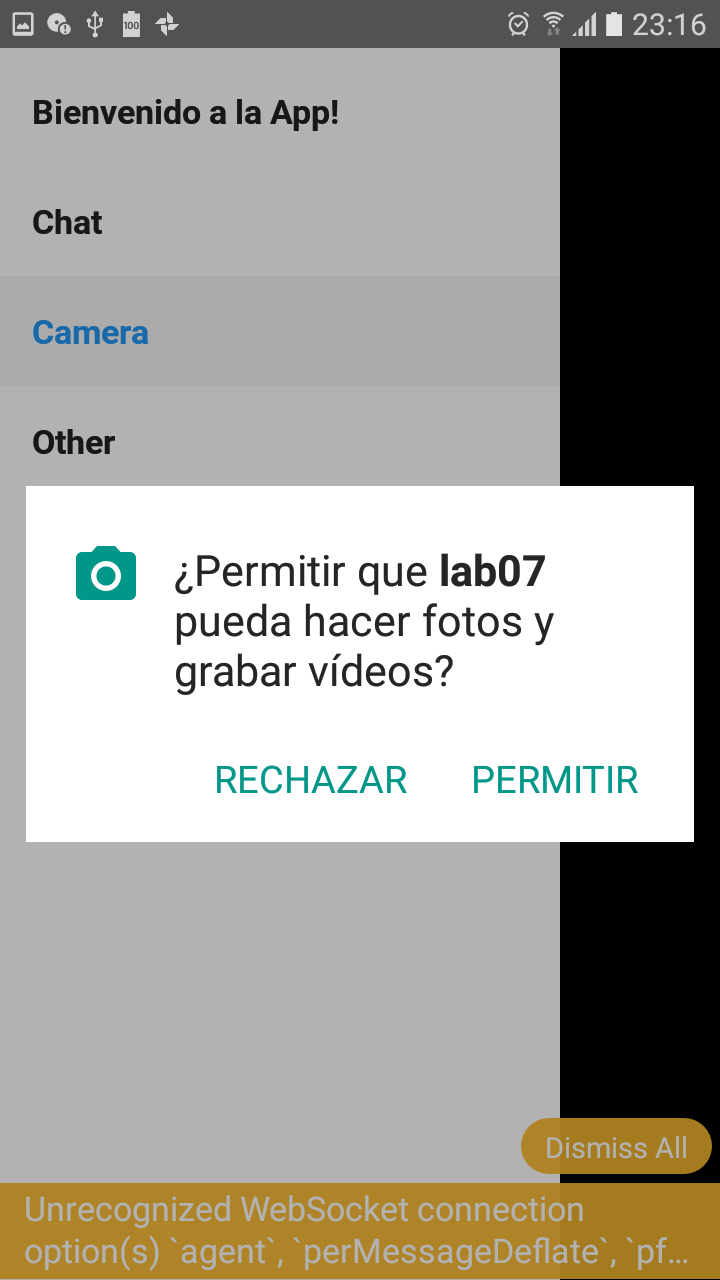 100
23:16
Bienvenido a la App!
Chat
Camera
Other
¿Permitir que lab07
pueda hacer fotos y
grabar vídeos?
RECHAZAR PERMITIR
Dismiss All
Unrecognized WebSocket connection
option(s) `agent`, `perMessageDeflate`, `pf…